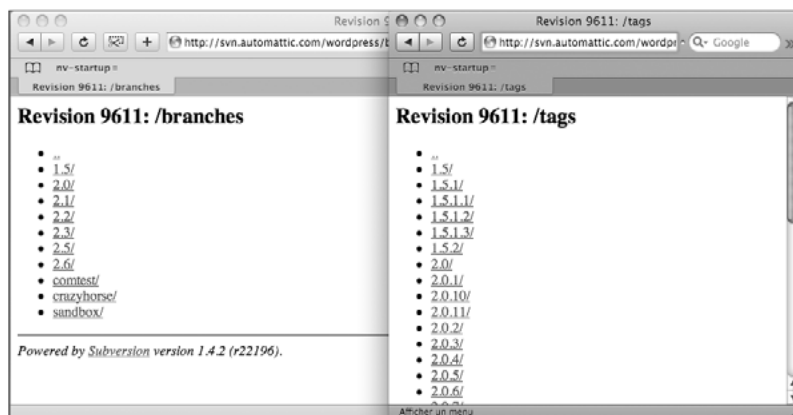 Revision 9
http://svn.automattic.com/wordpress/b
nv-startup
Revision 9611: /branches
Revision 9611: /branches
..
1.5/
2.0/
2.1/
2.2/
2.3/
2.5/
2.6/
comtest/
crazyhorse/
sandbox/
Powered by Subversion version 1.4.2 (r22196).
Revision 9611: /tags
http://svn.automattic.com/wordpr
Google
nv-startup
Revision 9611: /tags
Revision 9611: /tags
..
1.5/
1.5.1/
1.5.1.1/
1.5.1.2/
1.5.1.3/
1.5.2/
2.0/
2.0.1/
2.0.10/
2.0.11/
2.0.2/
2.0.3/
2.0.4/
2.0.5/
2.0.6/
Afficher un menu